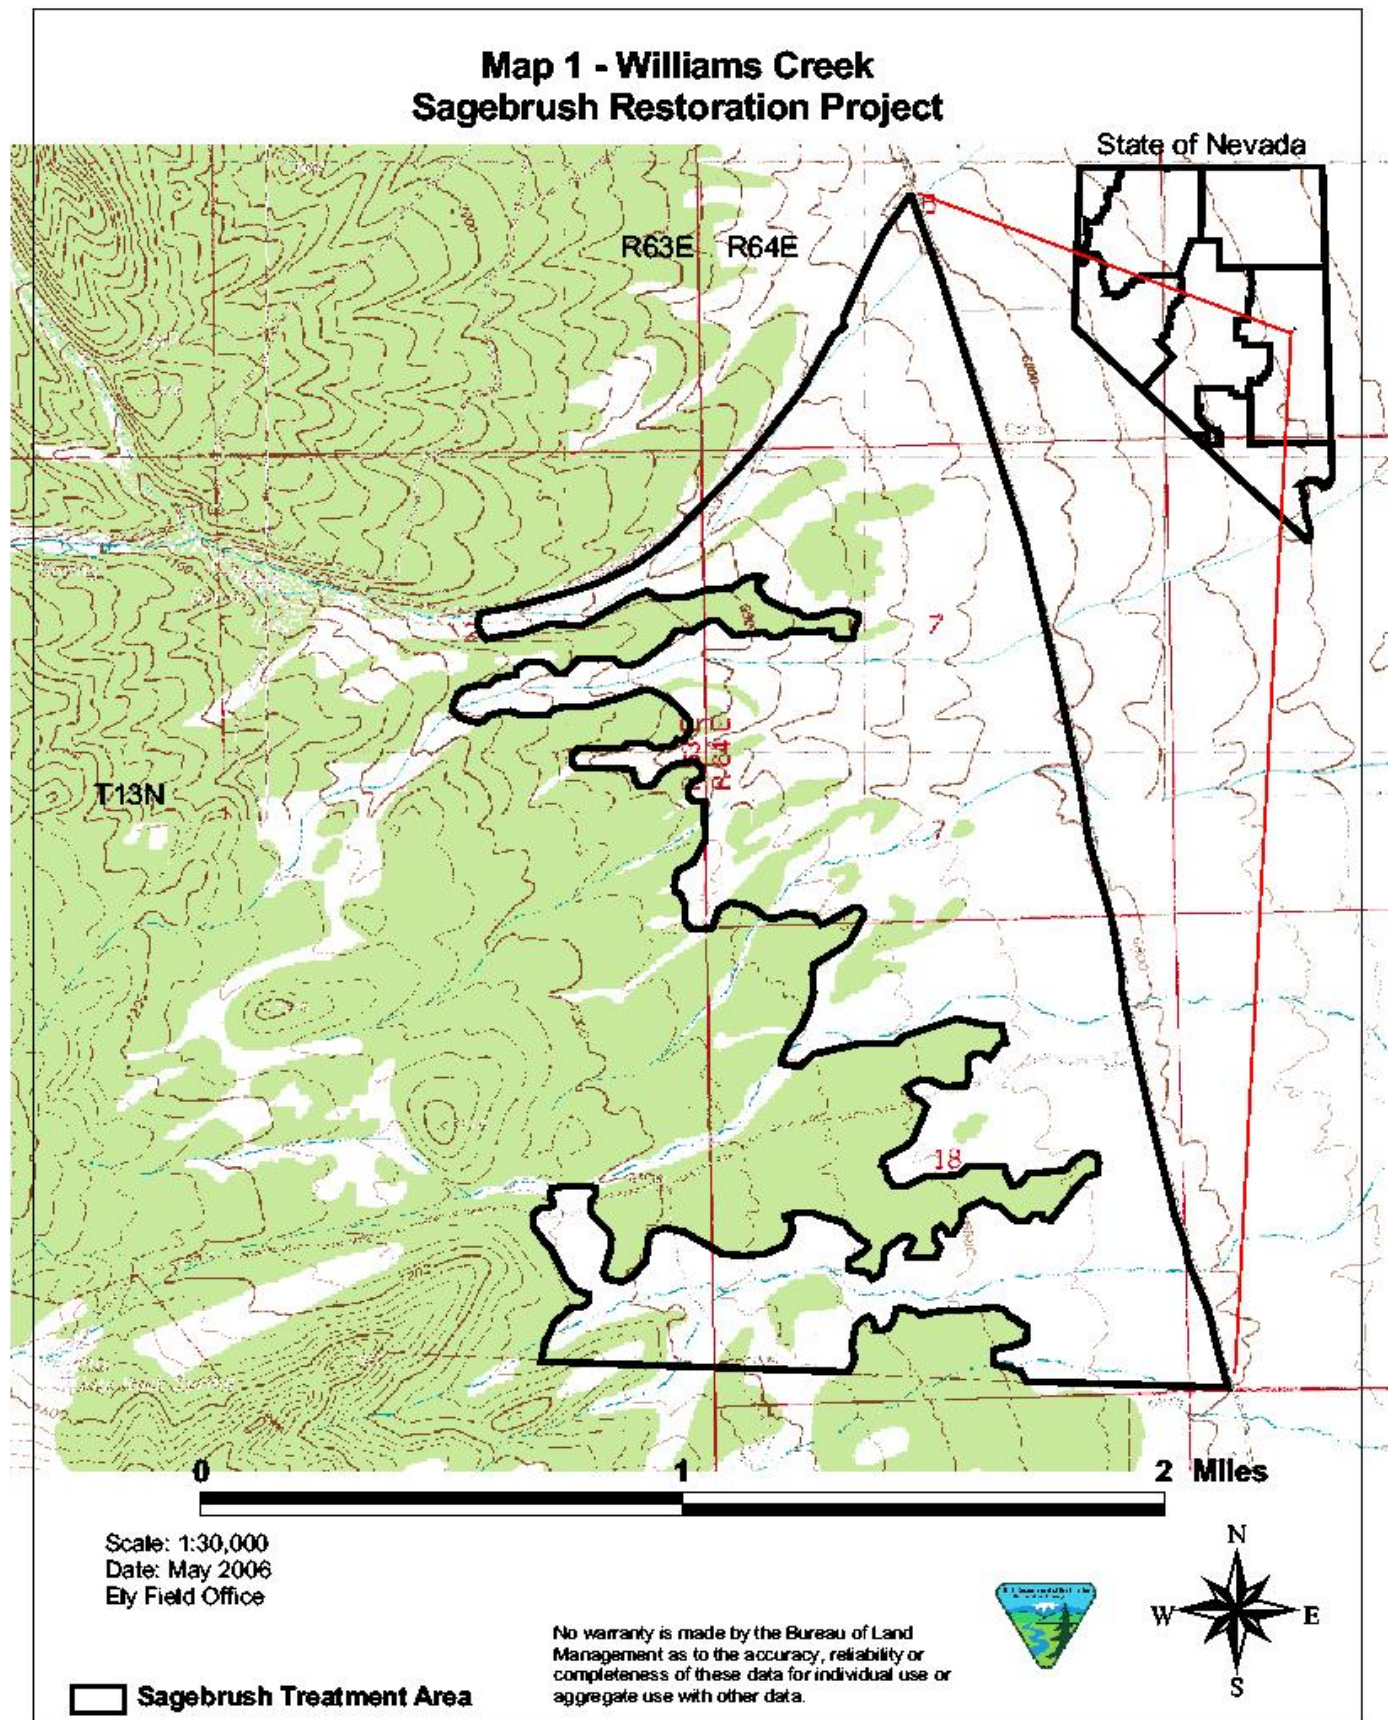 Map 1 - Williams Creek
Sagebrush Restoration Project
State of Nevada
R63E
R64E
7
R 64 E
T13N
7
18
0
1
2 Miles
Scale: 1:30,000
Date: May 2006
Ely Field Office
N
W
E
S
No warranty is made by the Bureau of Land
Management as to the accuracy, reliability or
completeness of these data for individual use or
aggregate use with other data.
Sagebrush Treatment Area